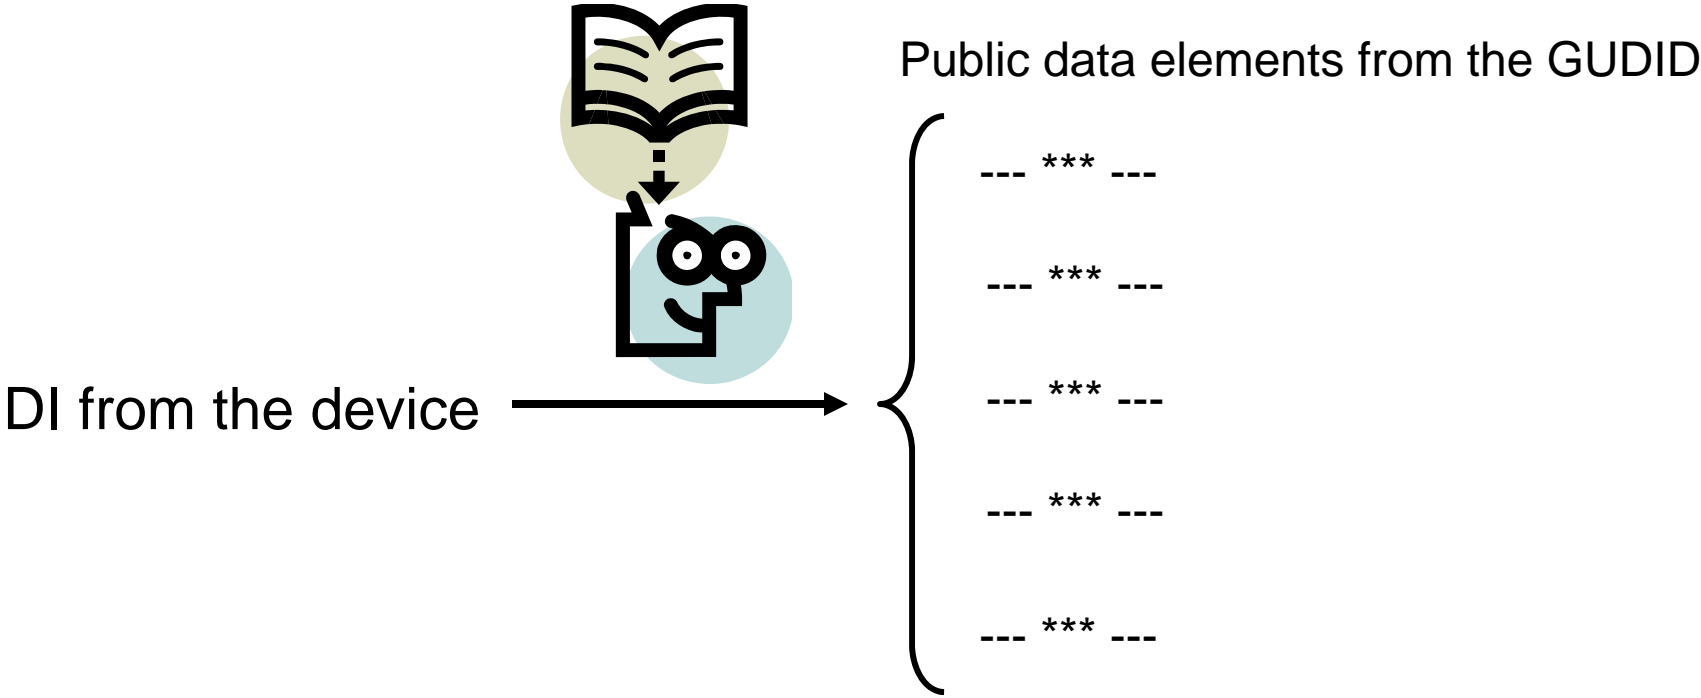 Public data elements from the GUDID
--- *** ---
--- *** ---
DI from the device
--- *** ---
--- *** ---
--- *** ---